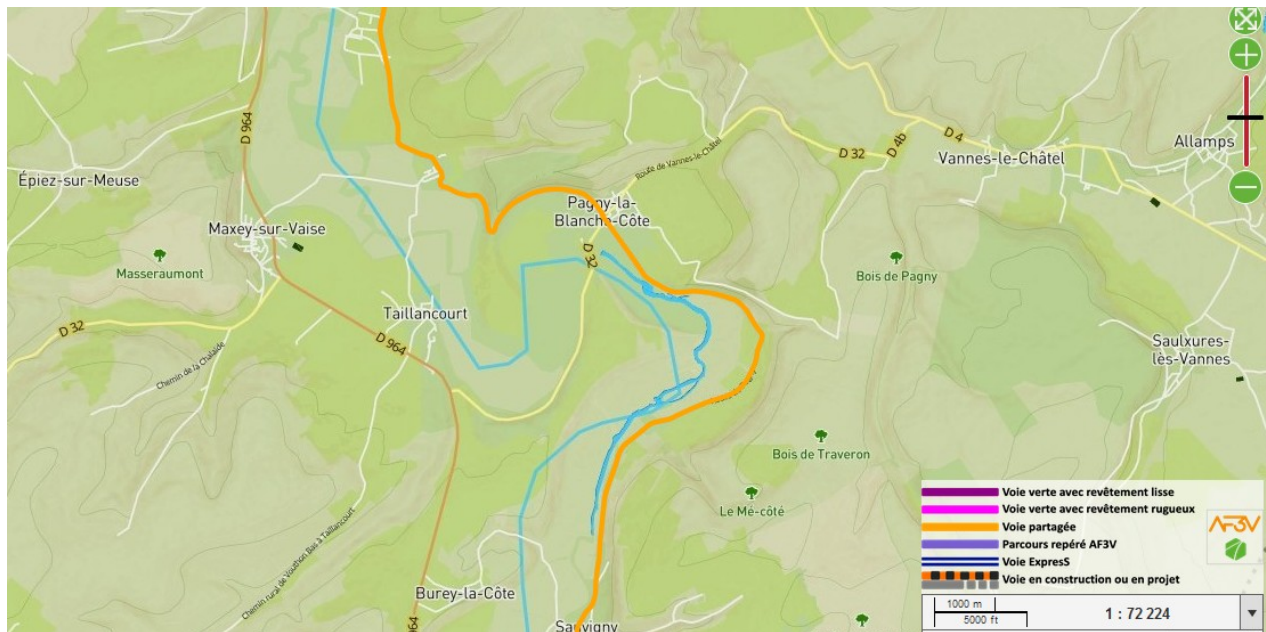 D 964
D 4
D 4b
D 32
Allamps
Vannes-le-Châtel
Route de Vannes-le-Châtel
Épiez-sur-Meuse
Pagny-la-
Blanche-Côte
Maxey-sur-Vaise
D 32
Masseraumont
Bois de Pagny
Taillancourt
D 32
D 964
Saulxures-
lès-Vannes
Chemin de la Chalaide
Bois de Traveron
Le Mé-côté
Chemin rural de Vouthon Bas à Taillancourt
Burey-la-Côte
Sauvigny
Voie verte avec revêtement lisse
Voie verte avec revêtement rugueux
Voie partagée
Parcours repéré AF3V
Voie ExpresS
Voie en construction ou en projet
AF3V
1000 m
5000 ft
1 : 72 224